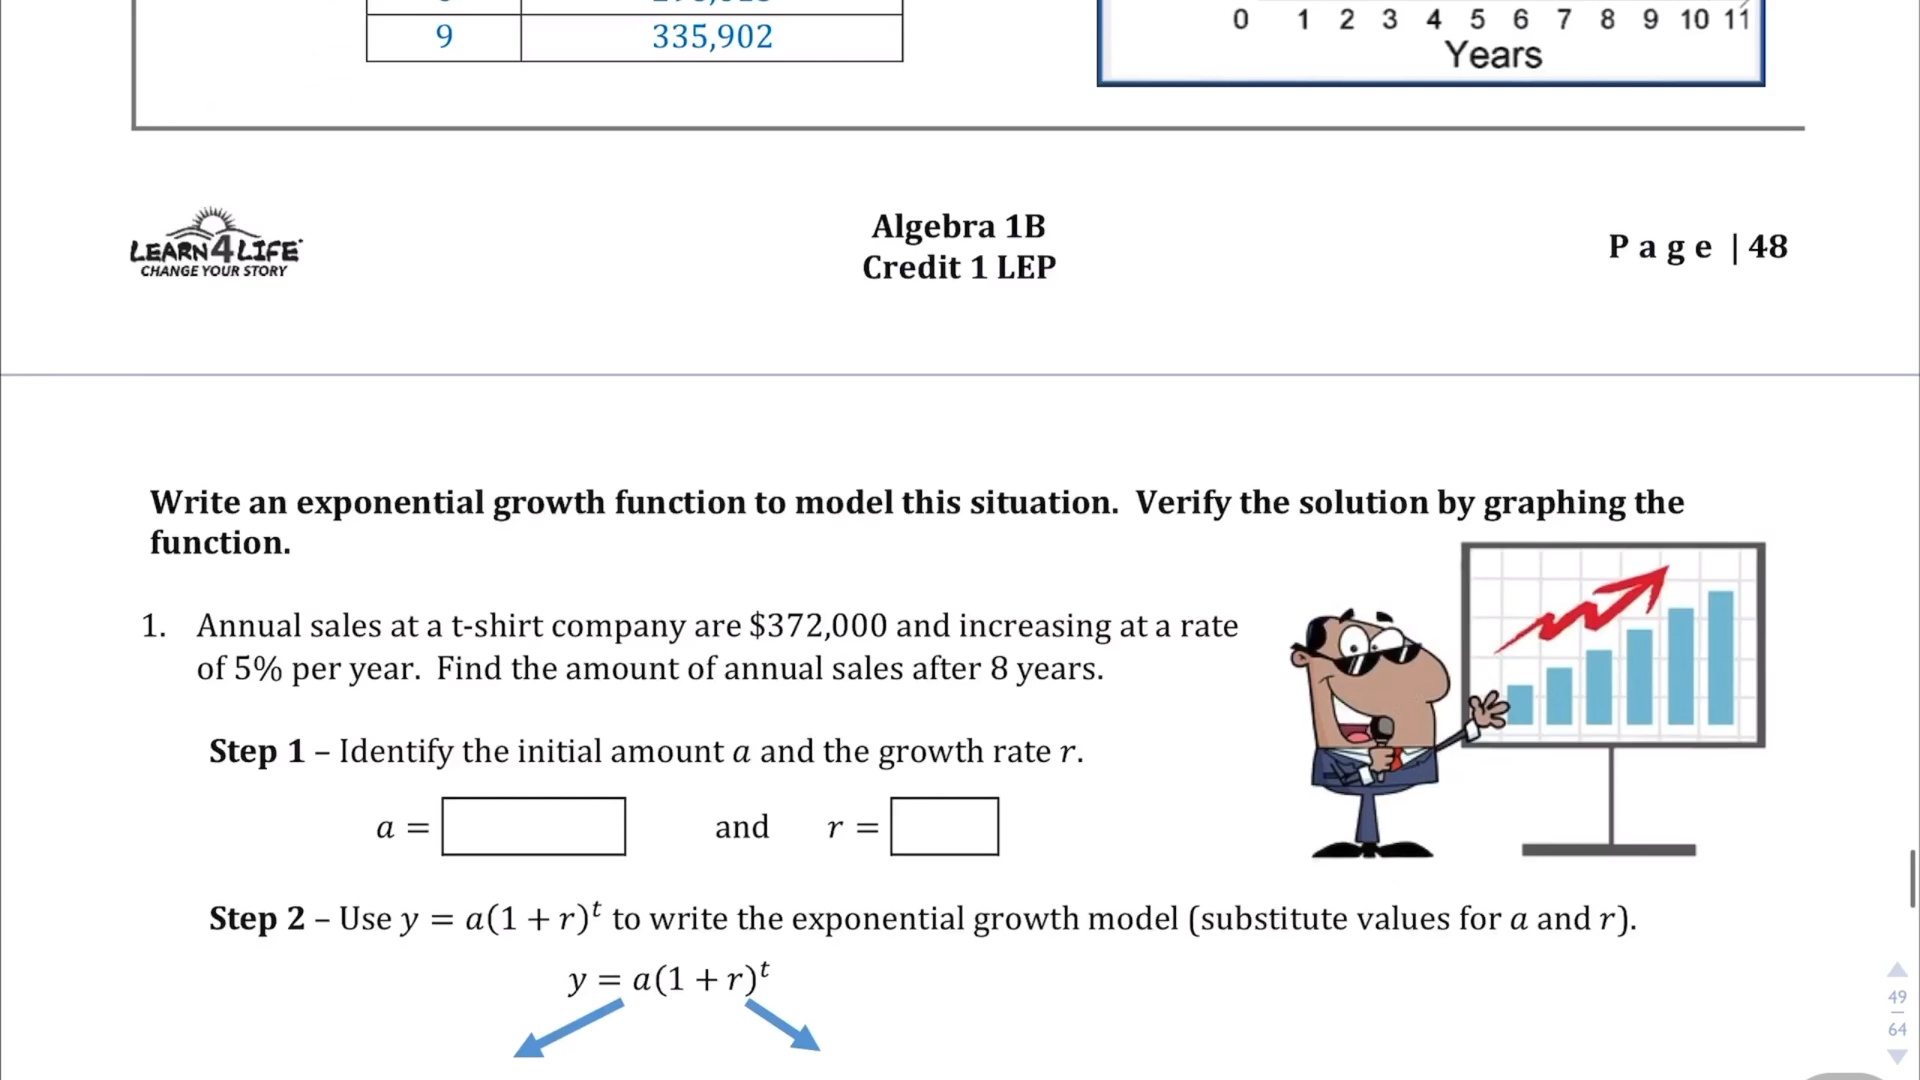 9 335,902
0 1 2 3 4 5 6 7 8 9 10 11
Years
LEARN4LIFE
CHANGE YOUR STORY
Algebra 1B
Credit 1 LEP
Page |48
Write an exponential growth function to model this situation. Verify the solution by graphing the
function.
1. Annual sales at a t-shirt company are $372,000 and increasing at a rate
of 5% per year. Find the amount of annual sales after 8 years.
Step 1 – Identify the initial amount a and the growth rate r.
a = and r =
Step 2 – Use y = a(1 + r)^t to write the exponential growth model (substitute values for a and r).
y = a(1 + r)^t
49
64